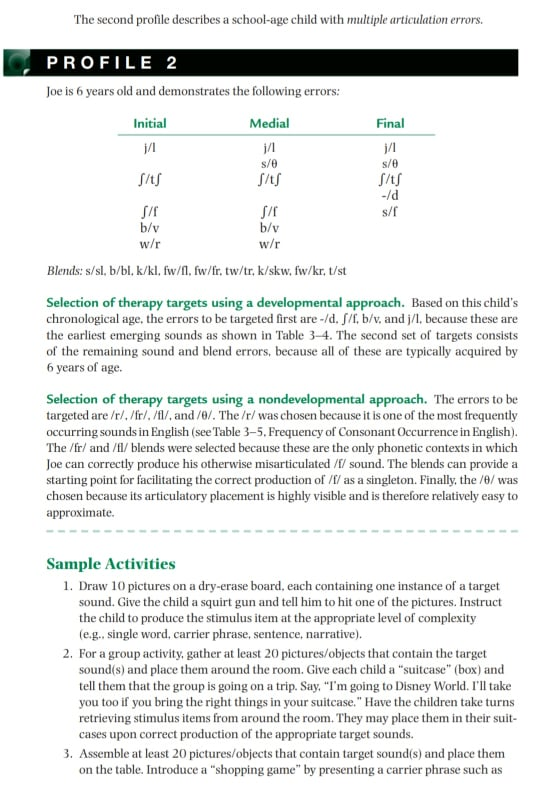 The second profile describes a school-age child with multiple articulation errors.
PROFILE 2
Joe is 6 years old and demonstrates the following errors:
Initial Medial Final
j/l j/l j/l
s/θ s/θ
ʃ/tʃ ʃ/tʃ ʃ/tʃ
-/d
ʃ/f ʃ/f s/f
b/v b/v
w/r w/r
Blends: s/sl, b/bl, k/kl, fw/fl, fw/fr, tw/tr, k/skw, fw/kr, t/st
Selection of therapy targets using a developmental approach. Based on this child's
chronological age, the errors to be targeted first are -/d, ʃ/f, b/v, and j/l, because these are
the earliest emerging sounds as shown in Table 3–4. The second set of targets consists
of the remaining sound and blend errors, because all of these are typically acquired by
6 years of age.
Selection of therapy targets using a nondevelopmental approach. The errors to be
targeted are /r/, /fr/, /fl/, and /θ/. The /r/ was chosen because it is one of the most frequently
occurring sounds in English (see Table 3–5, Frequency of Consonant Occurrence in English).
The /fr/ and /fl/ blends were selected because these are the only phonetic contexts in which
Joe can correctly produce his otherwise misarticulated /f/ sound. The blends can provide a
starting point for facilitating the correct production of /f/ as a singleton. Finally, the /θ/ was
chosen because its articulatory placement is highly visible and is therefore relatively easy to
approximate.
Sample Activities
1. Draw 10 pictures on a dry-erase board, each containing one instance of a target
sound. Give the child a squirt gun and tell him to hit one of the pictures. Instruct
the child to produce the stimulus item at the appropriate level of complexity
(e.g., single word, carrier phrase, sentence, narrative).
2. For a group activity, gather at least 20 pictures/objects that contain the target
sound(s) and place them around the room. Give each child a “suitcase” (box) and
tell them that the group is going on a trip. Say, “I'm going to Disney World. I'll take
you too if you bring the right things in your suitcase.” Have the children take turns
retrieving stimulus items from around the room. They may place them in their suit-
cases upon correct production of the appropriate target sounds.
3. Assemble at least 20 pictures/objects that contain target sound(s) and place them
on the table. Introduce a “shopping game” by presenting a carrier phrase such as